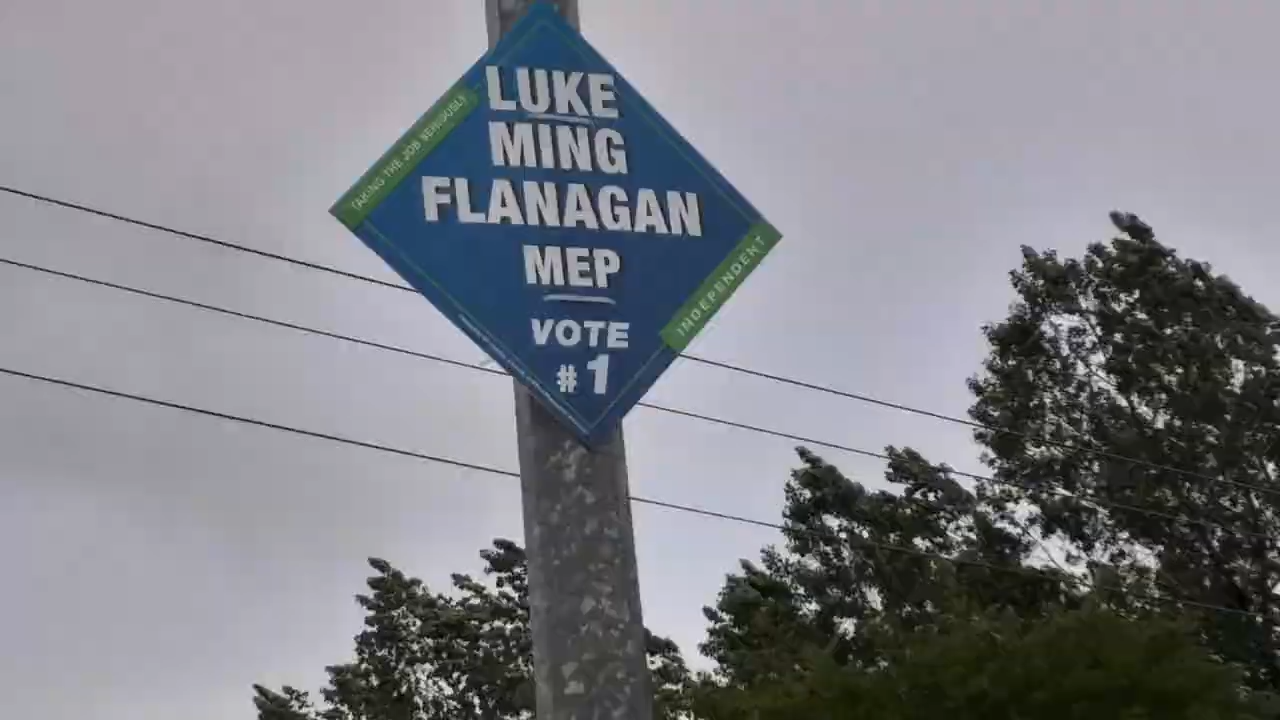 LUKE
MING
FLANAGAN
MEP
VOTE
#1
TAKING THE JOB SERIOUSLY
INDEPENDENT